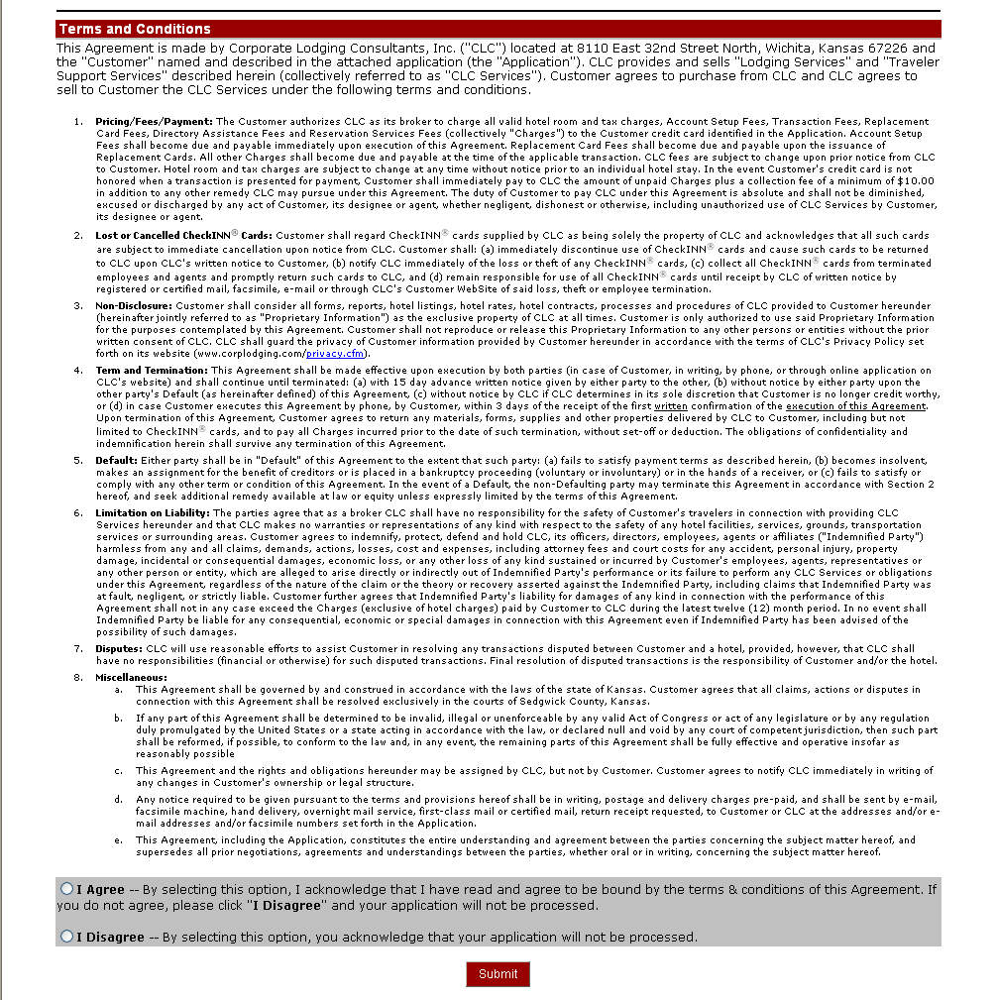 Terms and Conditions
This Agreement is made by Corporate Lodging Consultants, Inc. ("CLC") located at 8110 East 32nd Street North, Wichita, Kansas 67226 and
the "Customer" named and described in the attached application (the "Application"). CLC provides and sells "Lodging Services" and "Traveler
Support Services" described herein (collectively referred to as "CLC Services"). Customer agrees to purchase from CLC and CLC agrees to
sell to Customer the CLC Services under the following terms and conditions.
1. Pricing/Fees/Payment: The Customer authorizes CLC as its broker to charge all valid hotel room and tax charges, Account Setup Fees, Transaction Fees, Replacement
Card Fees, Directory Assistance Fees and Reservation Services Fees (collectively "Charges") to the Customer credit card identified in the Application. Account Setup
Fees shall become due and payable immediately upon execution of this Agreement. Replacement Card Fees shall become due and payable upon the issuance of
Replacement Cards. All other Charges shall become due and payable at the time of the applicable transaction. CLC fees are subject to change upon prior notice from CLC
to Customer. Hotel room and tax charges are subject to change at any time without notice prior to an individual hotel stay. In the event Customer's credit card is not
honored when a transaction is presented for payment, Customer shall immediately pay to CLC the amount of unpaid Charges plus a collection fee of a minimum of $10.00
in addition to any other remedy CLC may pursue under this Agreement. The duty of Customer to pay CLC under this Agreement is absolute and shall not be diminished,
excused or discharged by any act of Customer, its designee or agent, whether negligent, dishonest or otherwise, including unauthorized use of CLC Services by Customer,
its designee or agent.
2. Lost or Cancelled CheckINN® Cards: Customer shall regard CheckINN® cards supplied by CLC as being solely the property of CLC and acknowledges that all such cards
are subject to immediate cancellation upon notice from CLC. Customer shall: (a) immediately discontinue use of CheckINN® cards and cause such cards to be returned
to CLC upon CLC's written notice to Customer, (b) notify CLC immediately of the loss or theft of any CheckINN® cards, (c) collect all CheckINN® cards from terminated
employees and agents and promptly return such cards to CLC, and (d) remain responsible for use of all CheckINN® cards until receipt by CLC of written notice by
registered or certified mail, facsimile, e-mail or through CLC's Customer WebSite of said loss, theft or employee termination.
3. Non-Disclosure: Customer shall consider all forms, reports, hotel listings, hotel rates, hotel contracts, processes and procedures of CLC provided to Customer hereunder
(hereinafter jointly referred to as "Proprietary Information") as the exclusive property of CLC at all times. Customer is only authorized to use said Proprietary Information
for the purposes contemplated by this Agreement. Customer shall not reproduce or release this Proprietary Information to any other persons or entities without the prior
written consent of CLC. CLC shall guard the privacy of Customer information provided by Customer hereunder in accordance with the terms of CLC's Privacy Policy set
forth on its website (www.corplodging.com/privacy.cfm).
4. Term and Termination: This Agreement shall be made effective upon execution by both parties (in case of Customer, in writing, by phone, or through online application on
CLC's website) and shall continue until terminated: (a) with 15 day advance written notice given by either party to the other, (b) without notice by either party upon the
other party's Default (as hereinafter defined) of this Agreement, (c) without notice by CLC if CLC determines in its sole discretion that Customer is no longer credit worthy,
or (d) in case Customer executes this Agreement by phone, by Customer, within 3 days of the receipt of the first written confirmation of the execution of this Agreement.
Upon termination of this Agreement, Customer agrees to return any materials, forms, supplies and other properties delivered by CLC to Customer, including but not
limited to CheckINN® cards, and to pay all Charges incurred prior to the date of such termination, without set-off or deduction. The obligations of confidentiality and
indemnification herein shall survive any termination of this Agreement.
5. Default: Either party shall be in "Default" of this Agreement to the extent that such party: (a) fails to satisfy payment terms as described herein, (b) becomes insolvent,
makes an assignment for the benefit of creditors or is placed in a bankruptcy proceeding (voluntary or involuntary) or in the hands of a receiver, or (c) fails to satisfy or
comply with any other term or condition of this Agreement. In the event of a Default, the non-Defaulting party may terminate this Agreement in accordance with Section 2
hereof, and seek additional remedy available at law or equity unless expressly limited by the terms of this Agreement.
6. Limitation on Liability: The parties agree that as a broker CLC shall have no responsibility for the safety of Customer's travelers in connection with providing CLC
Services hereunder and that CLC makes no warranties or representations of any kind with respect to the safety of any hotel facilities, services, grounds, transportation
services or surrounding areas. Customer agrees to indemnify, protect, defend and hold CLC, its officers, directors, employees, agents or affiliates ("Indemnified Party")
harmless from any and all claims, demands, actions, losses, cost and expenses, including attorney fees and court costs for any accident, personal injury, property
damage, incidental or consequential damages, economic loss, or any other loss of any kind sustained or incurred by Customer's employees, agents, representatives or
any other person or entity, which are alleged to arise directly or indirectly out of Indemnified Party's performance or its failure to perform any CLC Services or obligations
under this Agreement, regardless of the nature of the claim or the theory or recovery asserted against the Indemnified Party, including claims that Indemnified Party was
at fault, negligent, or strictly liable. Customer further agrees that Indemnified Party's liability for damages of any kind in connection with the performance of this
Agreement shall not in any case exceed the Charges (exclusive of hotel charges) paid by Customer to CLC during the latest twelve (12) month period. In no event shall
Indemnified Party be liable for any consequential, economic or special damages in connection with this Agreement even if Indemnified Party has been advised of the
possibility of such damages.
7. Disputes: CLC will use reasonable efforts to assist Customer in resolving any transactions disputed between Customer and a hotel, provided, however, that CLC shall
have no responsibilities (financial or otherwise) for such disputed transactions. Final resolution of disputed transactions is the responsibility of Customer and/or the hotel.
8. Miscellaneous:
a. This Agreement shall be governed by and construed in accordance with the laws of the state of Kansas. Customer agrees that all claims, actions or disputes in
connection with this Agreement shall be resolved exclusively in the courts of Sedgwick County, Kansas.
b. If any part of this Agreement shall be determined to be invalid, illegal or unenforceable by any valid Act of Congress or act of any legislature or by any regulation
duly promulgated by the United States or a state acting in accordance with the law, or declared null and void by any court of competent jurisdiction, then such part
shall be reformed, if possible, to conform to the law and, in any event, the remaining parts of this Agreement shall be fully effective and operative insofar as
reasonably possible
c. This Agreement and the rights and obligations hereunder may be assigned by CLC, but not by Customer. Customer agrees to notify CLC immediately in writing of
any changes in Customer's ownership or legal structure.
d. Any notice required to be given pursuant to the terms and provisions hereof shall be in writing, postage and delivery charges pre-paid, and shall be sent by e-mail,
facsimile machine, hand delivery, overnight mail service, first-class mail or certified mail, return receipt requested, to Customer or CLC at the addresses and/or e-
mail addresses and/or facsimile numbers set forth in the Application.
e. This Agreement, including the Application, constitutes the entire understanding and agreement between the parties concerning the subject matter hereof, and
supersedes all prior negotiations, agreements and understandings between the parties, whether oral or in writing, concerning the subject matter hereof.
I Agree -- By selecting this option, I acknowledge that I have read and agree to be bound by the terms & conditions of this Agreement. If
you do not agree, please click "I Disagree" and your application will not be processed.
I Disagree -- By selecting this option, you acknowledge that your application will not be processed.
Submit